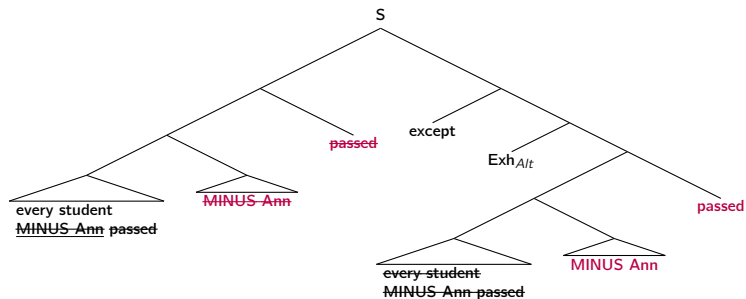 S
except
passed
Exh_Alt
every student
MINUS Ann passed
MINUS Ann
passed
every student
MINUS Ann passed
MINUS Ann